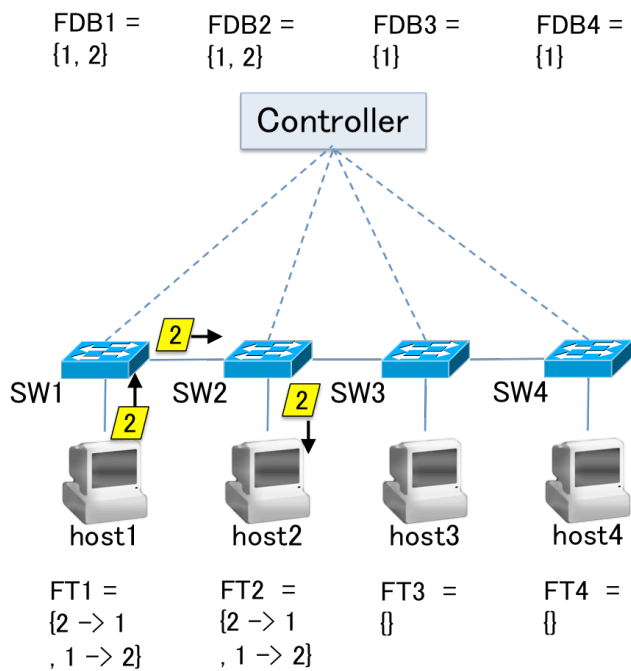 FDB1 = FDB2 = FDB3 = FDB4 =
{1, 2} {1, 2} {1} {1}
Controller
2
SW1 SW2 SW3 SW4
2
2
host1 host2 host3 host4
FT1 = FT2 = FT3 = FT4 =
{2 -> 1 {2 -> 1 {} {}
, 1 -> 2} , 1 -> 2}